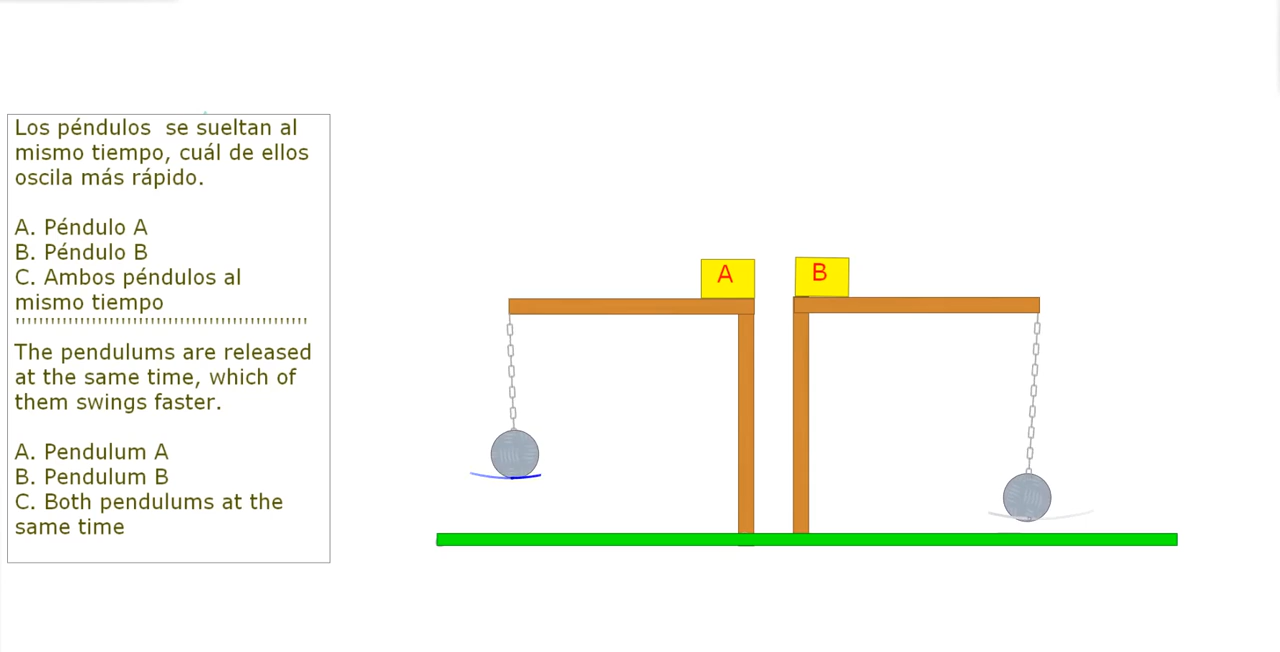 Los péndulos  se sueltan al
mismo tiempo, cuál de ellos
oscila más rápido.
A. Péndulo A
B. Péndulo B
C. Ambos péndulos al
mismo tiempo
''''''''''''''''''''''''''''''''''''''''''''''''''
The pendulums are released
at the same time, which of
them swings faster.
A. Pendulum A
B. Pendulum B
C. Both pendulums at the
same time
A
B